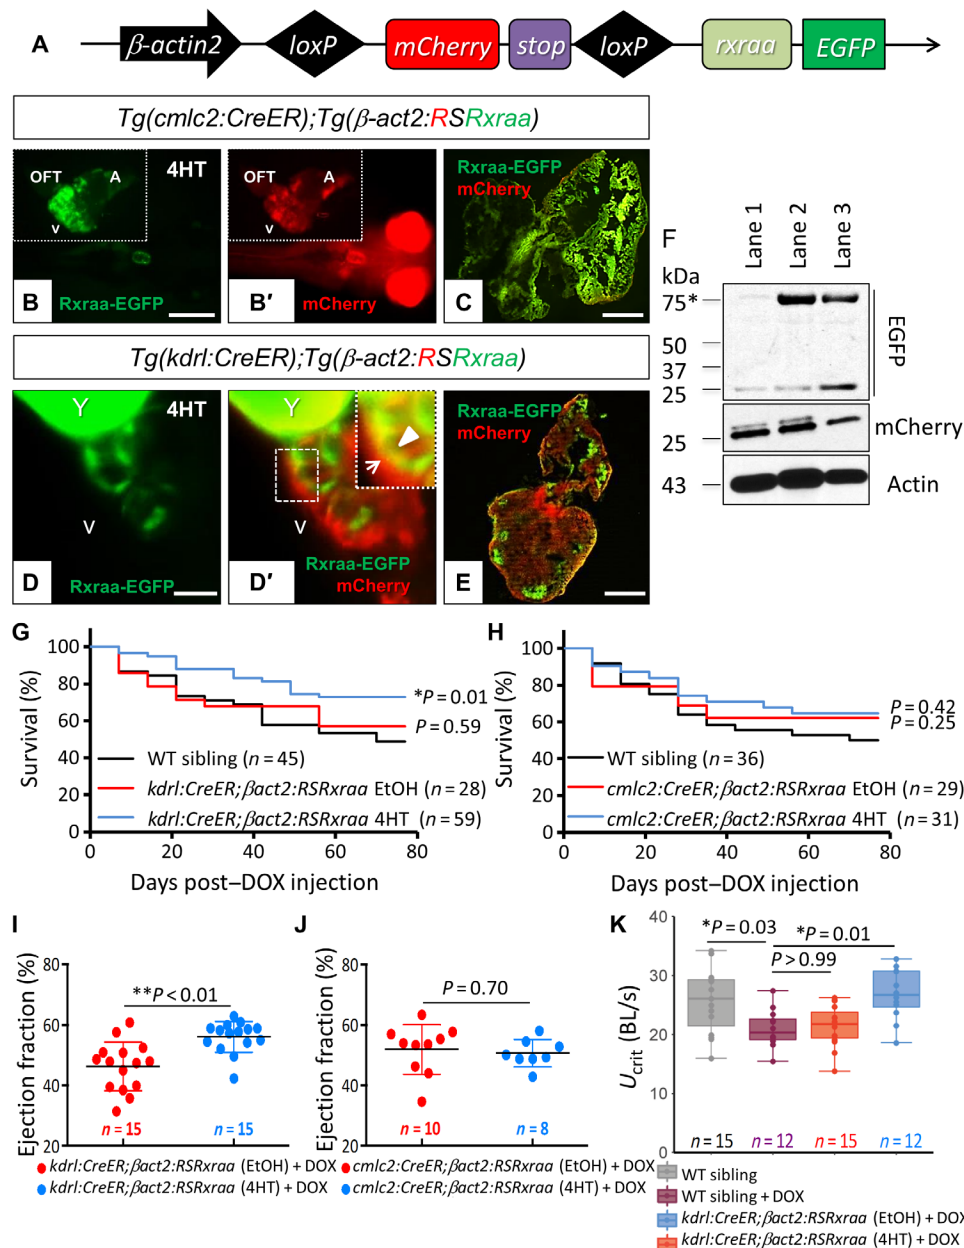 A
β-actin2
loxP
mCherry
stop
loxP
rxraa
EGFP
Tg(cmlc2:CreER);Tg(β-act2:RSRxraa)
OFT
A
4HT
V
B
Rxraa-EGFP
OFT
A
V
B′
mCherry
Rxraa-EGFP
mCherry
C
Tg(kdrl:CreER);Tg(β-act2:RSRxraa)
Y
4HT
V
D
Rxraa-EGFP
Y
V
D′
Rxraa-EGFP
mCherry
Rxraa-EGFP
mCherry
E
F
Lane 1
Lane 2
Lane 3
kDa
75*
50
37
25
EGFP
25
mCherry
43
Actin
G
Survival (%)
100
80
60
40
20
0
*P = 0.01
P = 0.59
WT sibling (n = 45)
kdrl:CreER;βact2:RSRxraa EtOH (n = 28)
kdrl:CreER;βact2:RSRxraa 4HT (n = 59)
0 20 40 60 80
Days post–DOX injection
H
Survival (%)
100
80
60
40
20
0
P = 0.42
P = 0.25
WT sibling (n = 36)
cmlc2:CreER;βact2:RSRxraa EtOH (n = 29)
cmlc2:CreER;βact2:RSRxraa 4HT (n = 31)
0 20 40 60 80
Days post–DOX injection
I
Ejection fraction (%)
80
60
40
20
**P < 0.01
n = 15
n = 15
kdrl:CreER;βact2:RSRxraa (EtOH) + DOX
kdrl:CreER;βact2:RSRxraa (4HT) + DOX
J
Ejection fraction (%)
80
60
40
20
P = 0.70
n = 10
n = 8
cmlc2:CreER;βact2:RSRxraa (EtOH) + DOX
cmlc2:CreER;βact2:RSRxraa (4HT) + DOX
K
Ucrit (BL/s)
40
30
20
10
0
*P = 0.03
*P = 0.01
P > 0.99
n = 15
n = 12
n = 15
n = 12
WT sibling
WT sibling + DOX
kdrl:CreER;βact2:RSRxraa (EtOH) + DOX
kdrl:CreER;βact2:RSRxraa (4HT) + DOX